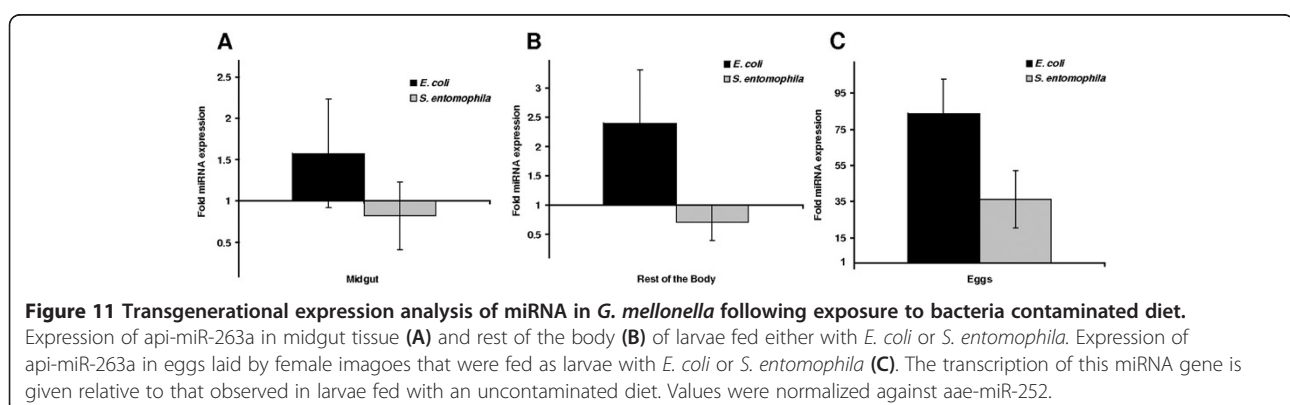 A
2.5
2
1.5
1
0.5
Fold miRNA expression
E. coli
S. entomophila
Midgut
B
3
2.5
2
1.5
1
0.5
Fold miRNA expression
E. coli
S. entomophila
Rest of the Body
C
95
75
55
35
15
1
Fold miRNA expression
E. coli
S. entomophila
Eggs
Figure 11 Transgenerational expression analysis of miRNA in G. mellonella following exposure to bacteria contaminated diet.
Expression of api-miR-263a in midgut tissue (A) and rest of the body (B) of larvae fed either with E. coli or S. entomophila. Expression of
api-miR-263a in eggs laid by female imagoes that were fed as larvae with E. coli or S. entomophila (C). The transcription of this miRNA gene is
given relative to that observed in larvae fed with an uncontaminated diet. Values were normalized against aae-miR-252.